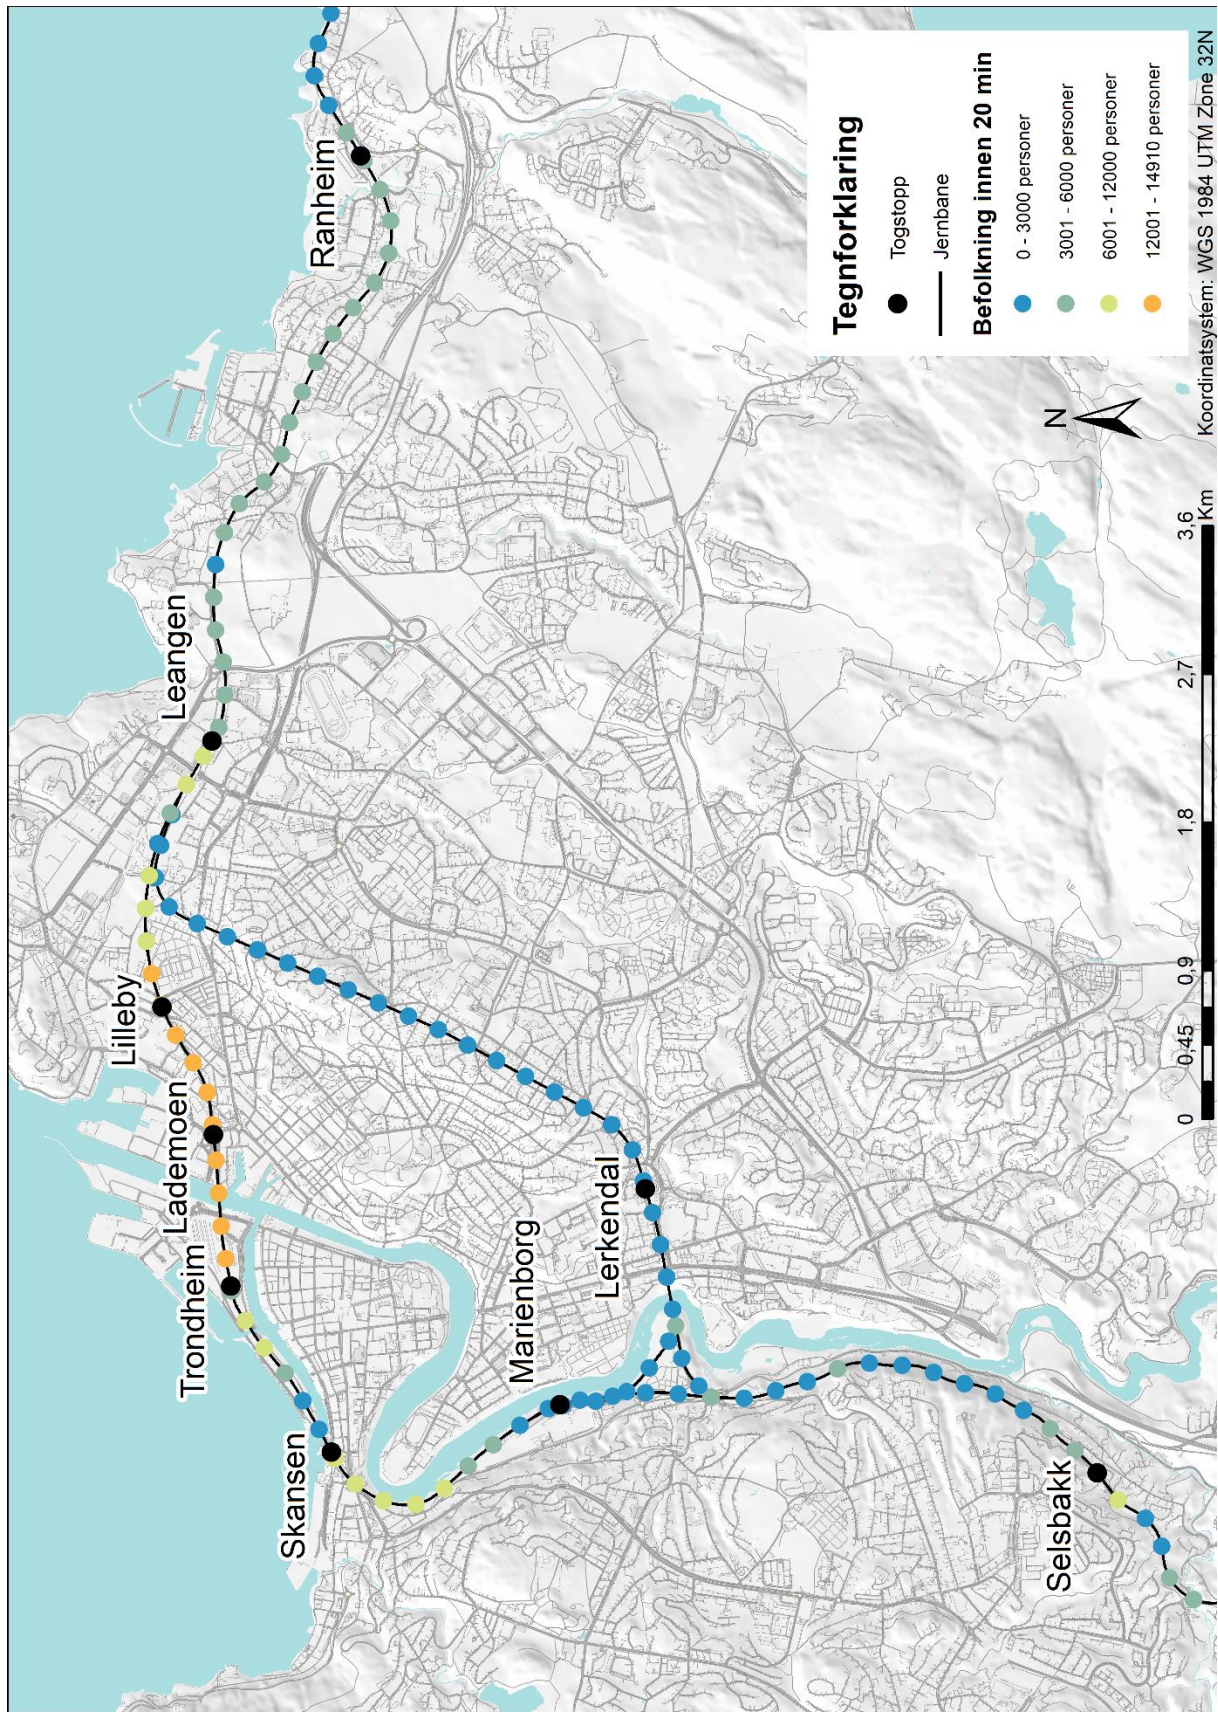 Skansen
Trondheim
Lademoen
Lilleby
Leangen
Ranheim
Marienborg
Lerkendal
Selsbakk
Tegnforklaring
Togstopp
Jernbane
Befolkning innen 20 min
0 - 3000 personer
3001 - 6000 personer
6001 - 12000 personer
12001 - 14910 personer
N
0 0,45 0,9 1,8 2,7 3,6
Km
Koordinatsystem: WGS 1984 UTM Zone 32N